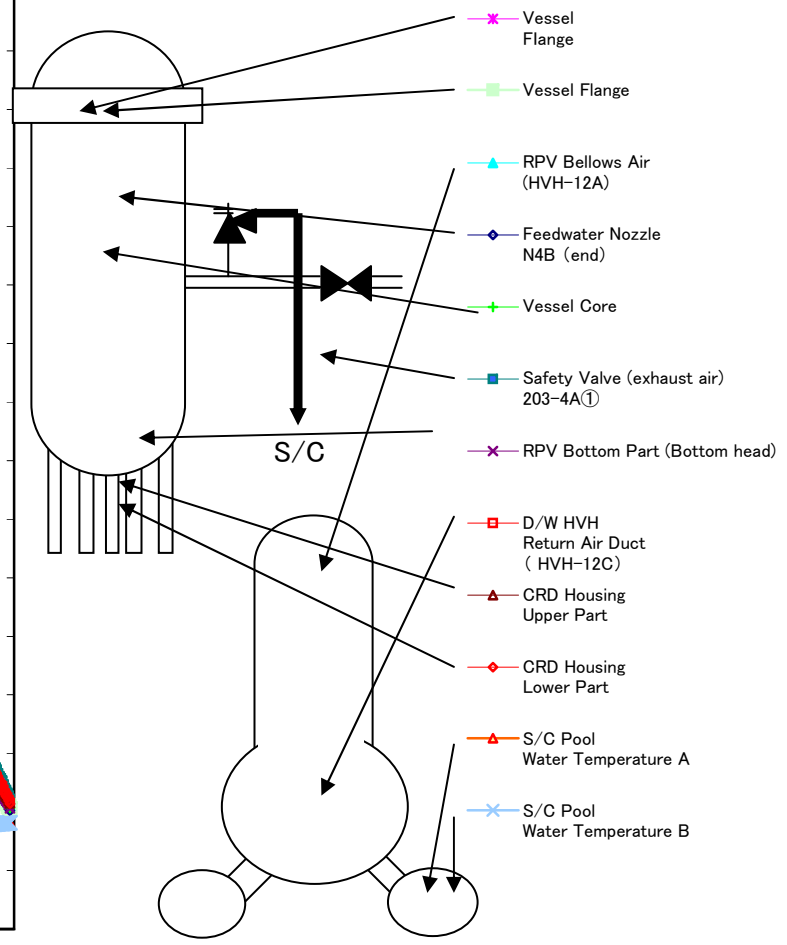 Vessel
Flange
Vessel Flange
RPV Bellows Air
(HVH-12A)
Feedwater Nozzle
N4B (end)
Vessel Core
Safety Valve (exhaust air)
203-4A①
S/C
RPV Bottom Part (Bottom head)
D/W HVH
Return Air Duct
( HVH-12C)
CRD Housing
Upper Part
CRD Housing
Lower Part
S/C Pool
Water Temperature A
S/C Pool
Water Temperature B